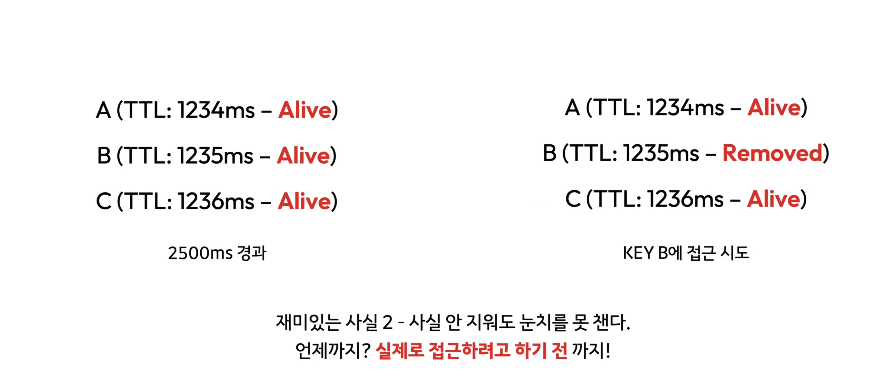 A (TTL: 1234ms – Alive)
B (TTL: 1235ms – Alive)
C (TTL: 1236ms – Alive)
2500ms 경과
A (TTL: 1234ms – Alive)
B (TTL: 1235ms – Removed)
C (TTL: 1236ms – Alive)
KEY B에 접근 시도
재미있는 사실 2 - 사실 안 지워도 눈치를 못 챈다.
언제까지? 실제로 접근하려고 하기 전 까지!